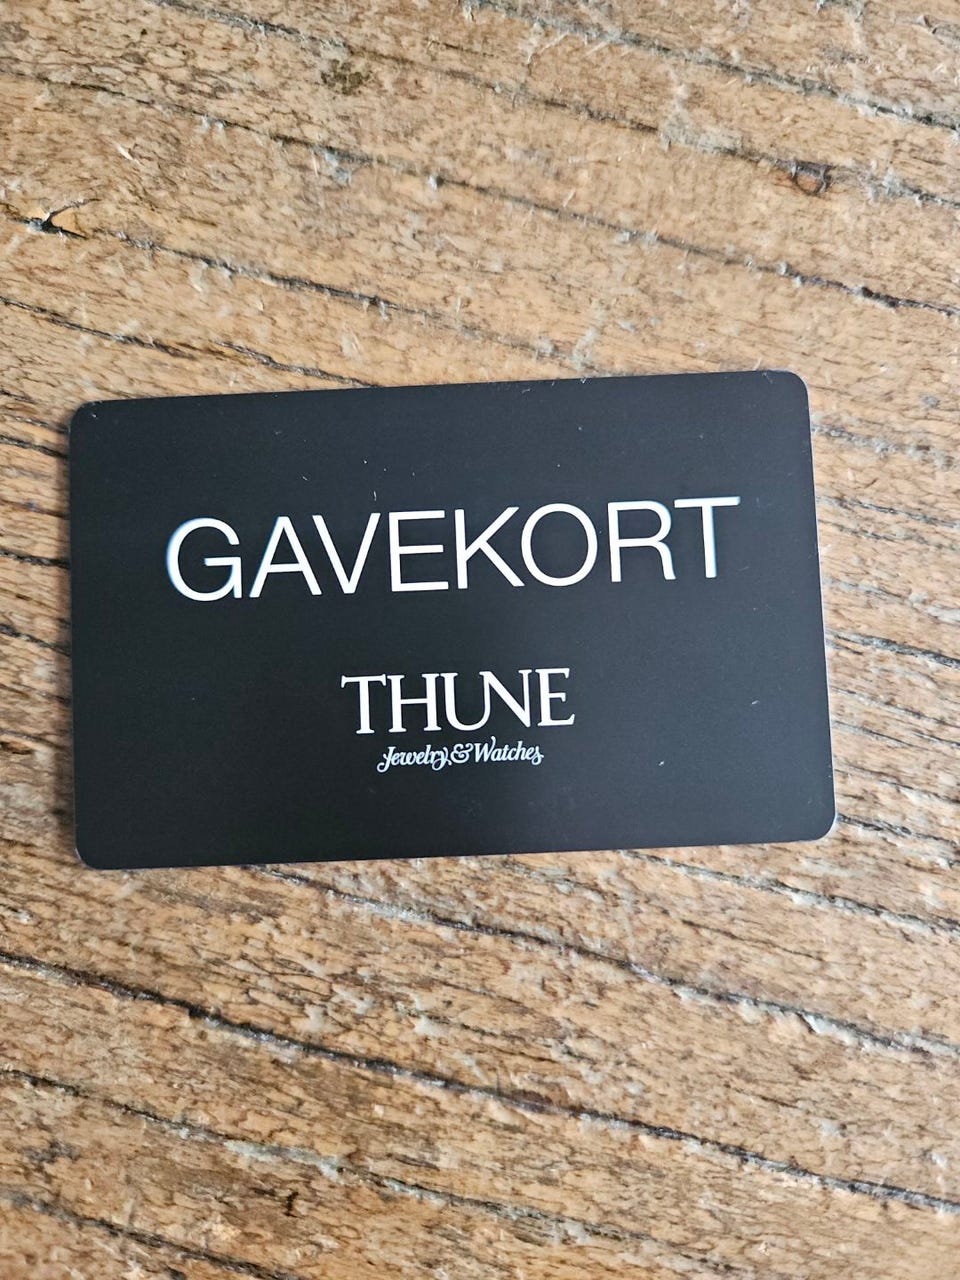 GAVEKORT
THUNE
Jewelry & Watches